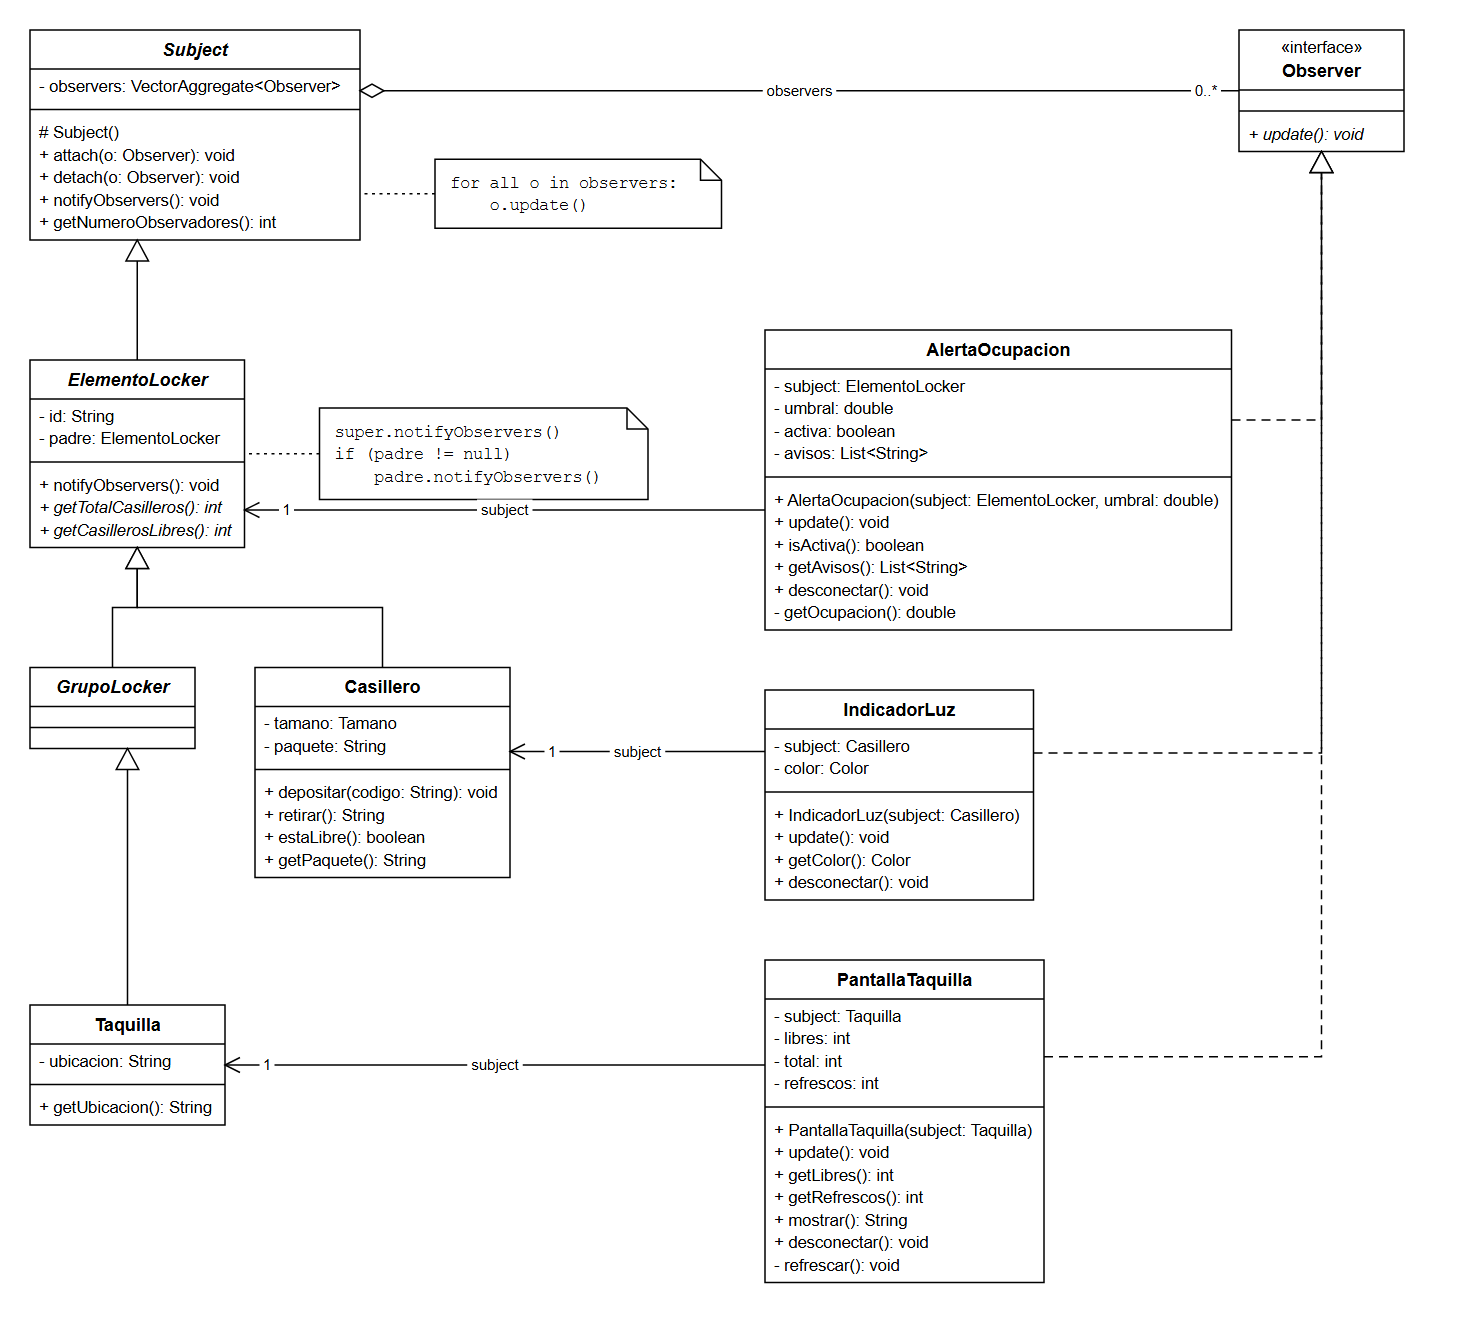 Subject
- observers: VectorAggregate<Observer>
# Subject()
+ attach(o: Observer): void
+ detach(o: Observer): void
+ notifyObservers(): void
+ getNumeroObservadores(): int
observers
0..*
«interface»
Observer
+ update(): void
for all o in observers:
o.update()
ElementoLocker
- id: String
- padre: ElementoLocker
+ notifyObservers(): void
+ getTotalCasilleros(): int
+ getCasillerosLibres(): int
super.notifyObservers()
if (padre != null)
padre.notifyObservers()
1
subject
AlertaOcupacion
- subject: ElementoLocker
- umbral: double
- activa: boolean
- avisos: List<String>
+ AlertaOcupacion(subject: ElementoLocker, umbral: double)
+ update(): void
+ isActiva(): boolean
+ getAvisos(): List<String>
+ desconectar(): void
- getOcupacion(): double
GrupoLocker
Casillero
- tamano: Tamano
- paquete: String
+ depositar(codigo: String): void
+ retirar(): String
+ estaLibre(): boolean
+ getPaquete(): String
1
subject
IndicadorLuz
- subject: Casillero
- color: Color
+ IndicadorLuz(subject: Casillero)
+ update(): void
+ getColor(): Color
+ desconectar(): void
Taquilla
- ubicacion: String
+ getUbicacion(): String
1
subject
PantallaTaquilla
- subject: Taquilla
- libres: int
- total: int
- refrescos: int
+ PantallaTaquilla(subject: Taquilla)
+ update(): void
+ getLibres(): int
+ getRefrescos(): int
+ mostrar(): String
+ desconectar(): void
- refrescar(): void